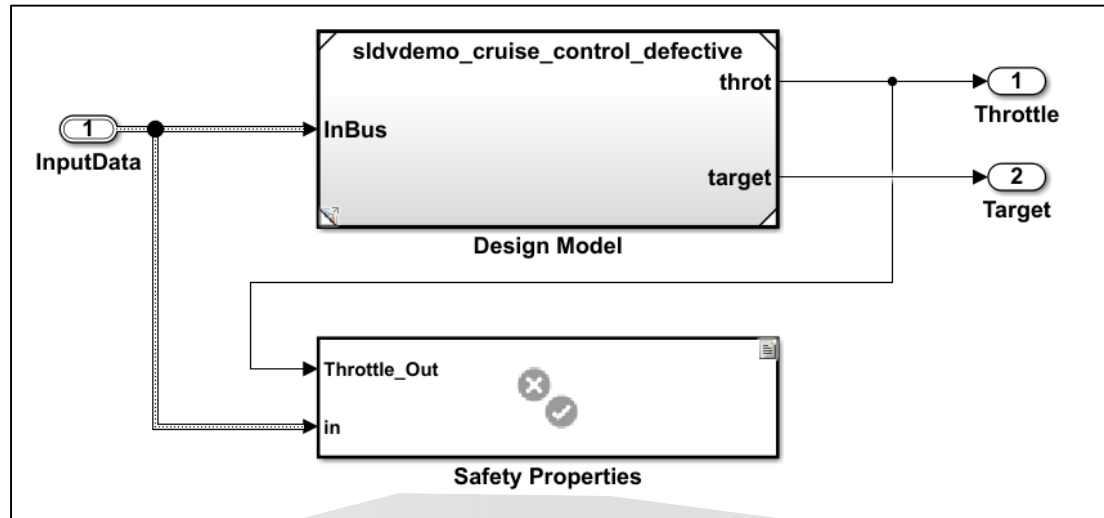 sldvdemo_cruise_control_defective
throt
1
Throttle
1
InBus
InputData
target
2
Target
Design Model
Throttle_Out
in
Safety Properties